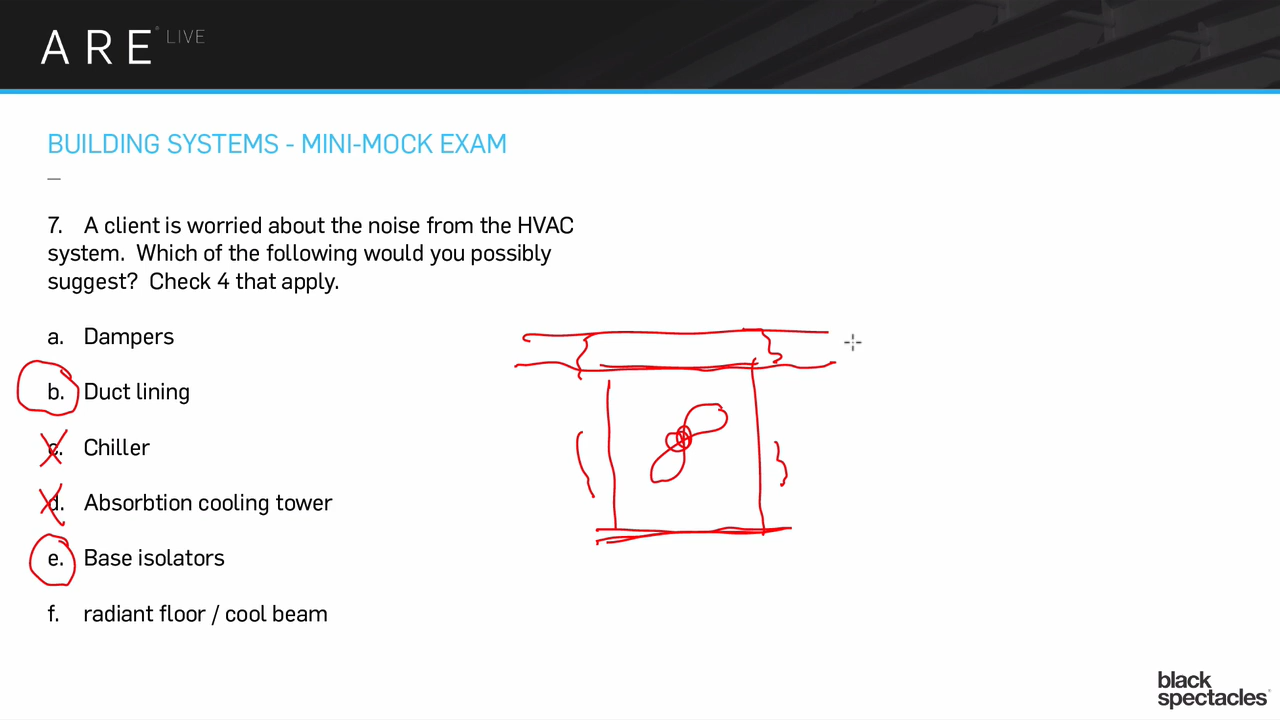 ARE® LIVE
BUILDING SYSTEMS - MINI-MOCK EXAM
7. A client is worried about the noise from the HVAC
system. Which of the following would you possibly
suggest? Check 4 that apply.
a. Dampers
b. Duct lining
c. Chiller
d. Absorbtion cooling tower
e. Base isolators
f. radiant floor / cool beam
black
spectacles®